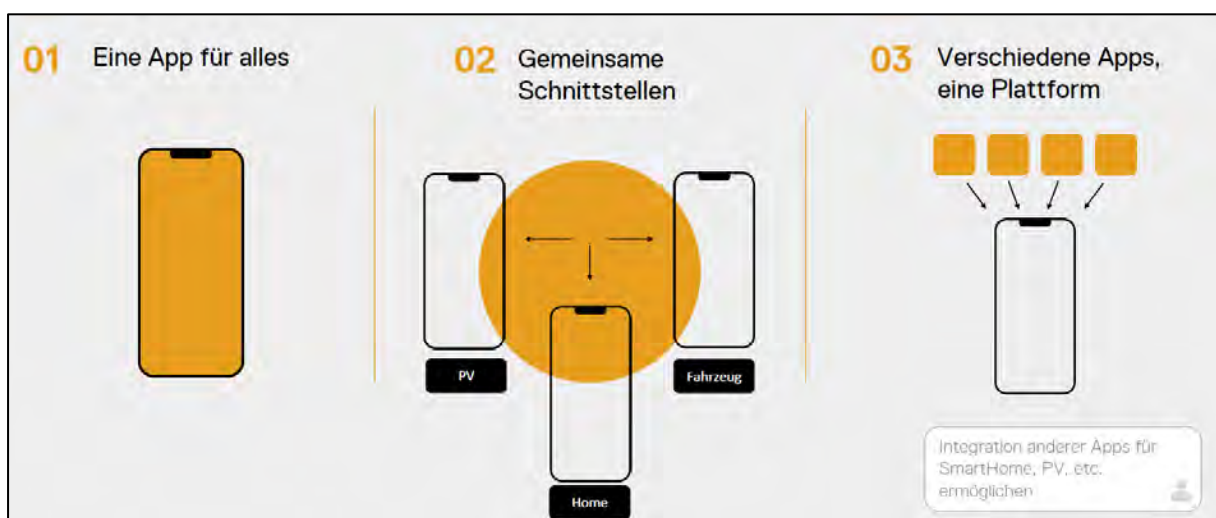 01 Eine App für alles
02 Gemeinsame
Schnittstellen
PV
Fahrzeug
Home
03 Verschiedene Apps,
eine Plattform
Integration anderer Apps für
SmartHome, PV, etc.
ermöglichen